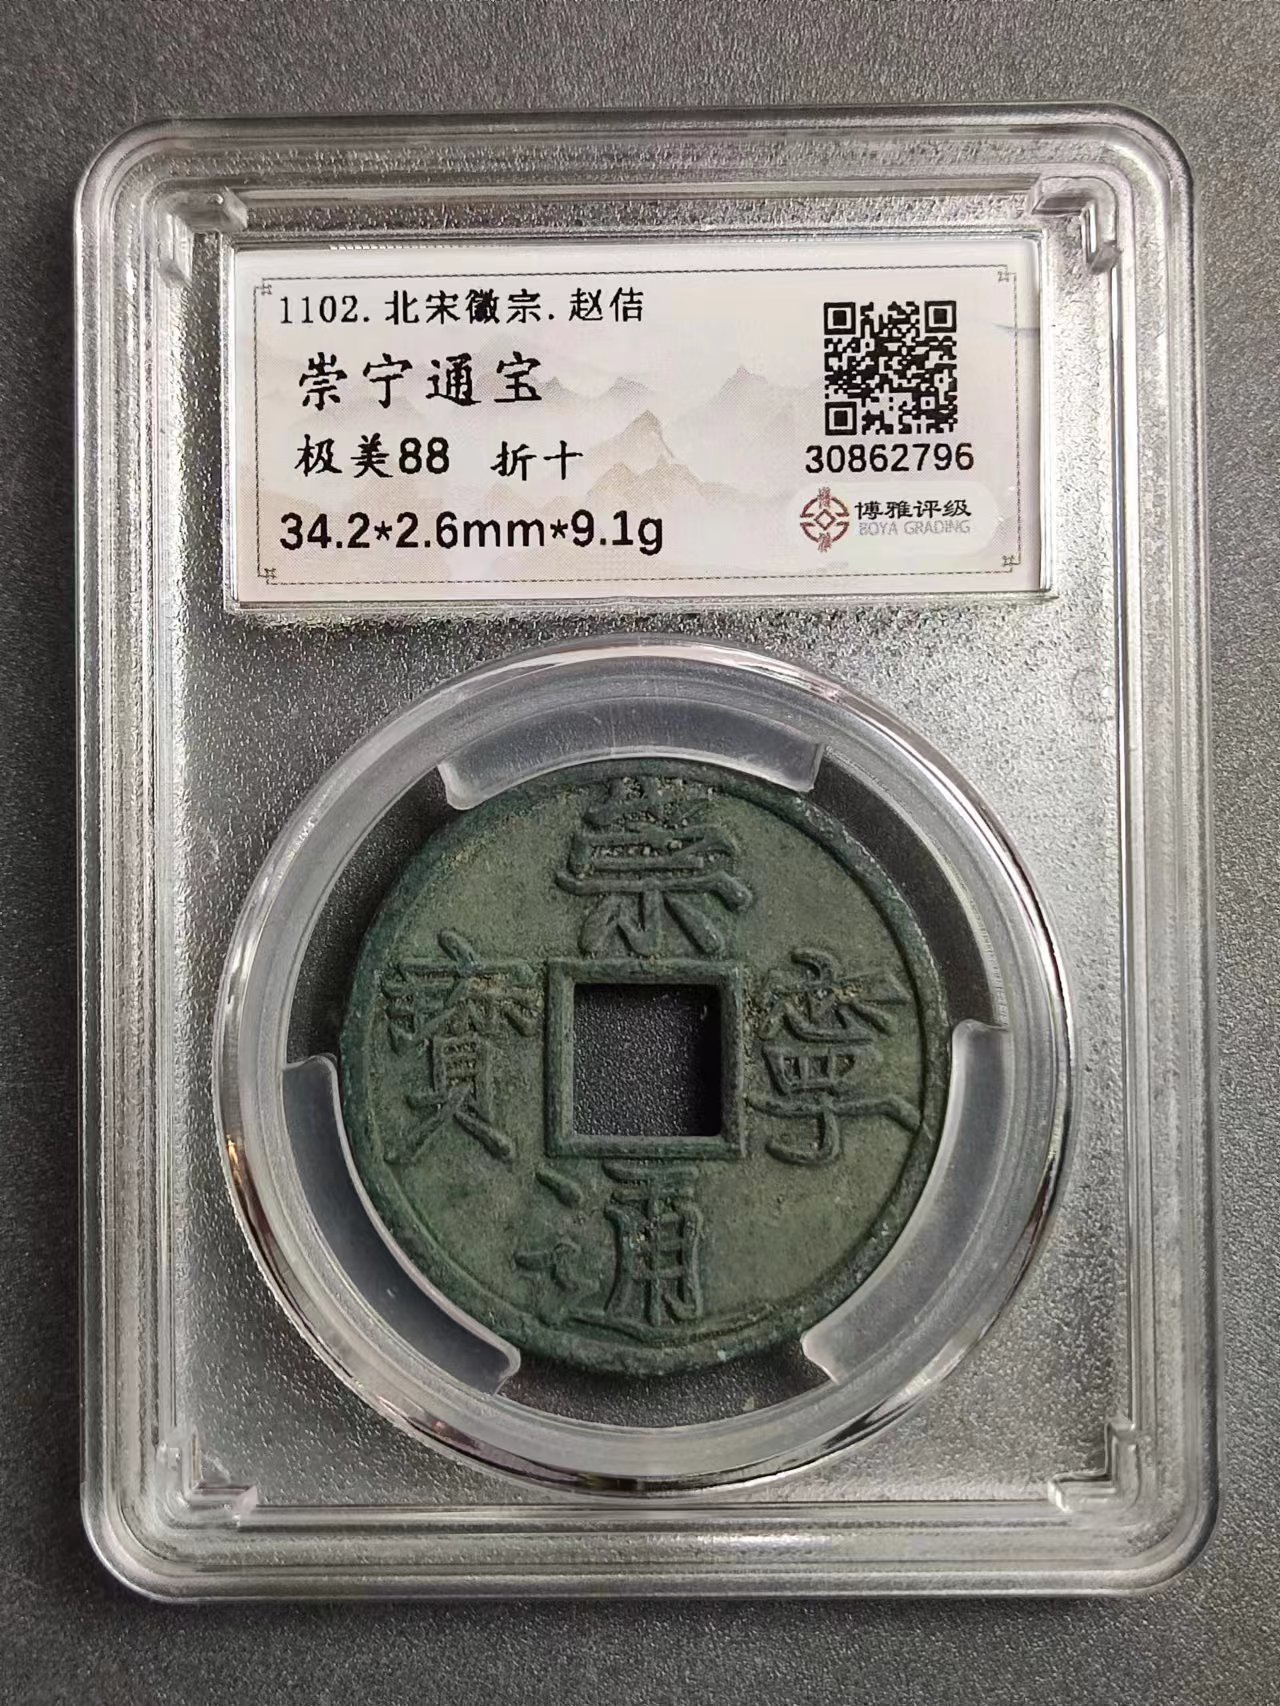 1102.北宋徽宗.赵佶
崇宁通宝
极美88 折十
34.2*2.6mm*9.1g
30862796
博雅评级
BOYA GRADING
崇
寧
通
寳